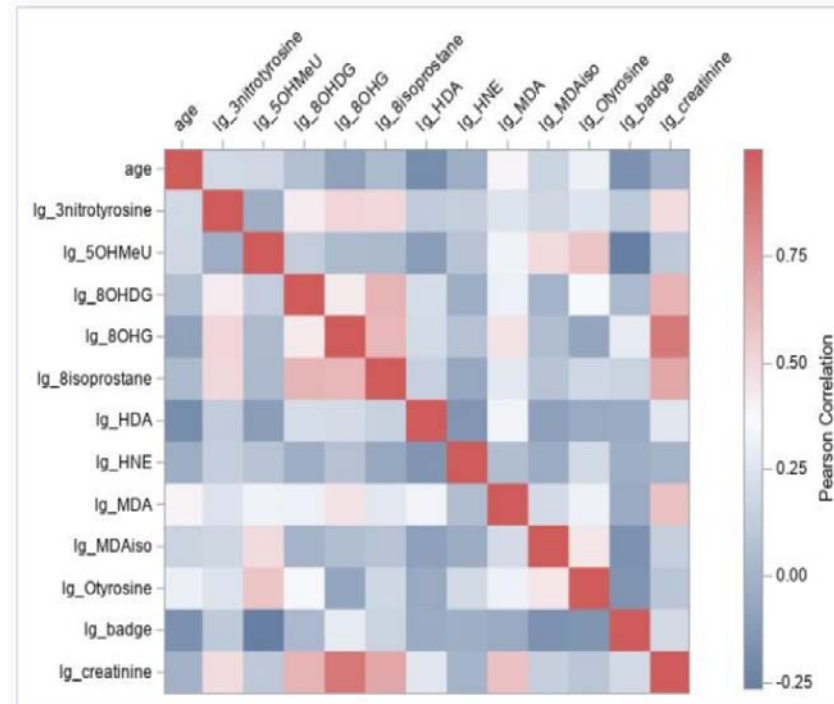 age
lg_3nitrotyrosine
lg_5OHMeU
lg_8OHDG
lg_8OHG
lg_8isoprostane
lg_HDA
lg_HNE
lg_MDA
lg_MDAiso
lg_Otyrosine
lg_badge
lg_creatinine
age
lg_3nitrotyrosine
lg_5OHMeU
lg_8OHDG
lg_8OHG
lg_8isoprostane
lg_HDA
lg_HNE
lg_MDA
lg_MDAiso
lg_Otyrosine
lg_badge
lg_creatinine
0.75
0.50
0.25
0.00
-0.25
Pearson Correlation